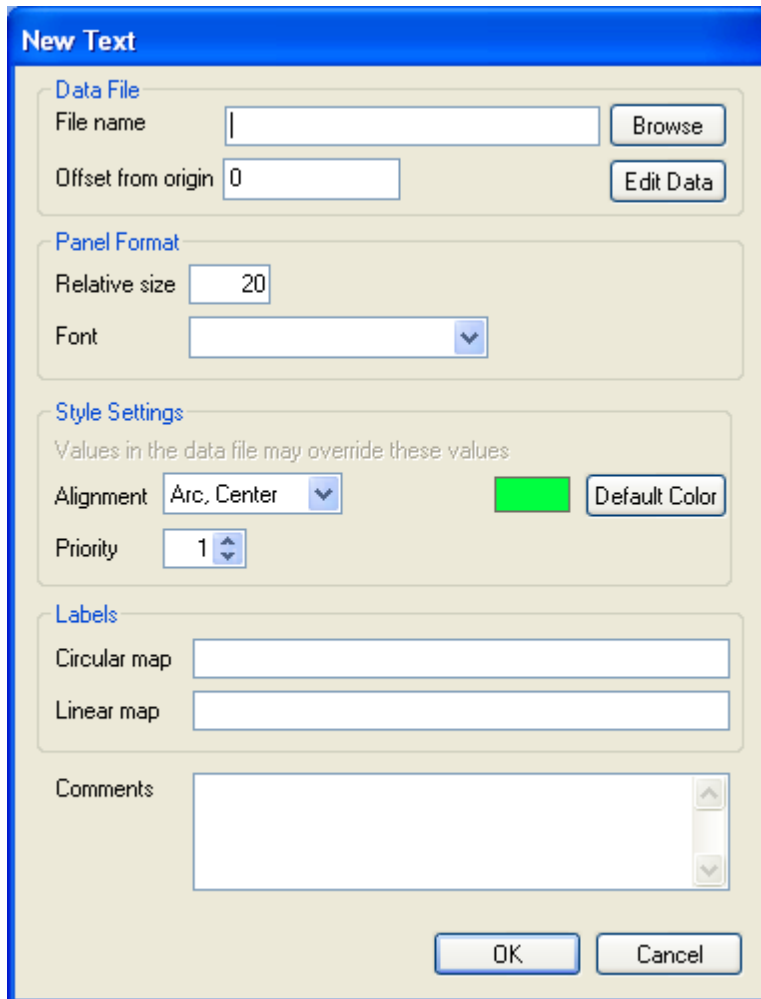 New Text
Data File
File name Browse
Offset from origin 0 Edit Data
Panel Format
Relative size 20
Font
Style Settings
Values in the data file may override these values
Alignment Arc, Center Default Color
Priority 1
Labels
Circular map
Linear map
Comments
OK Cancel